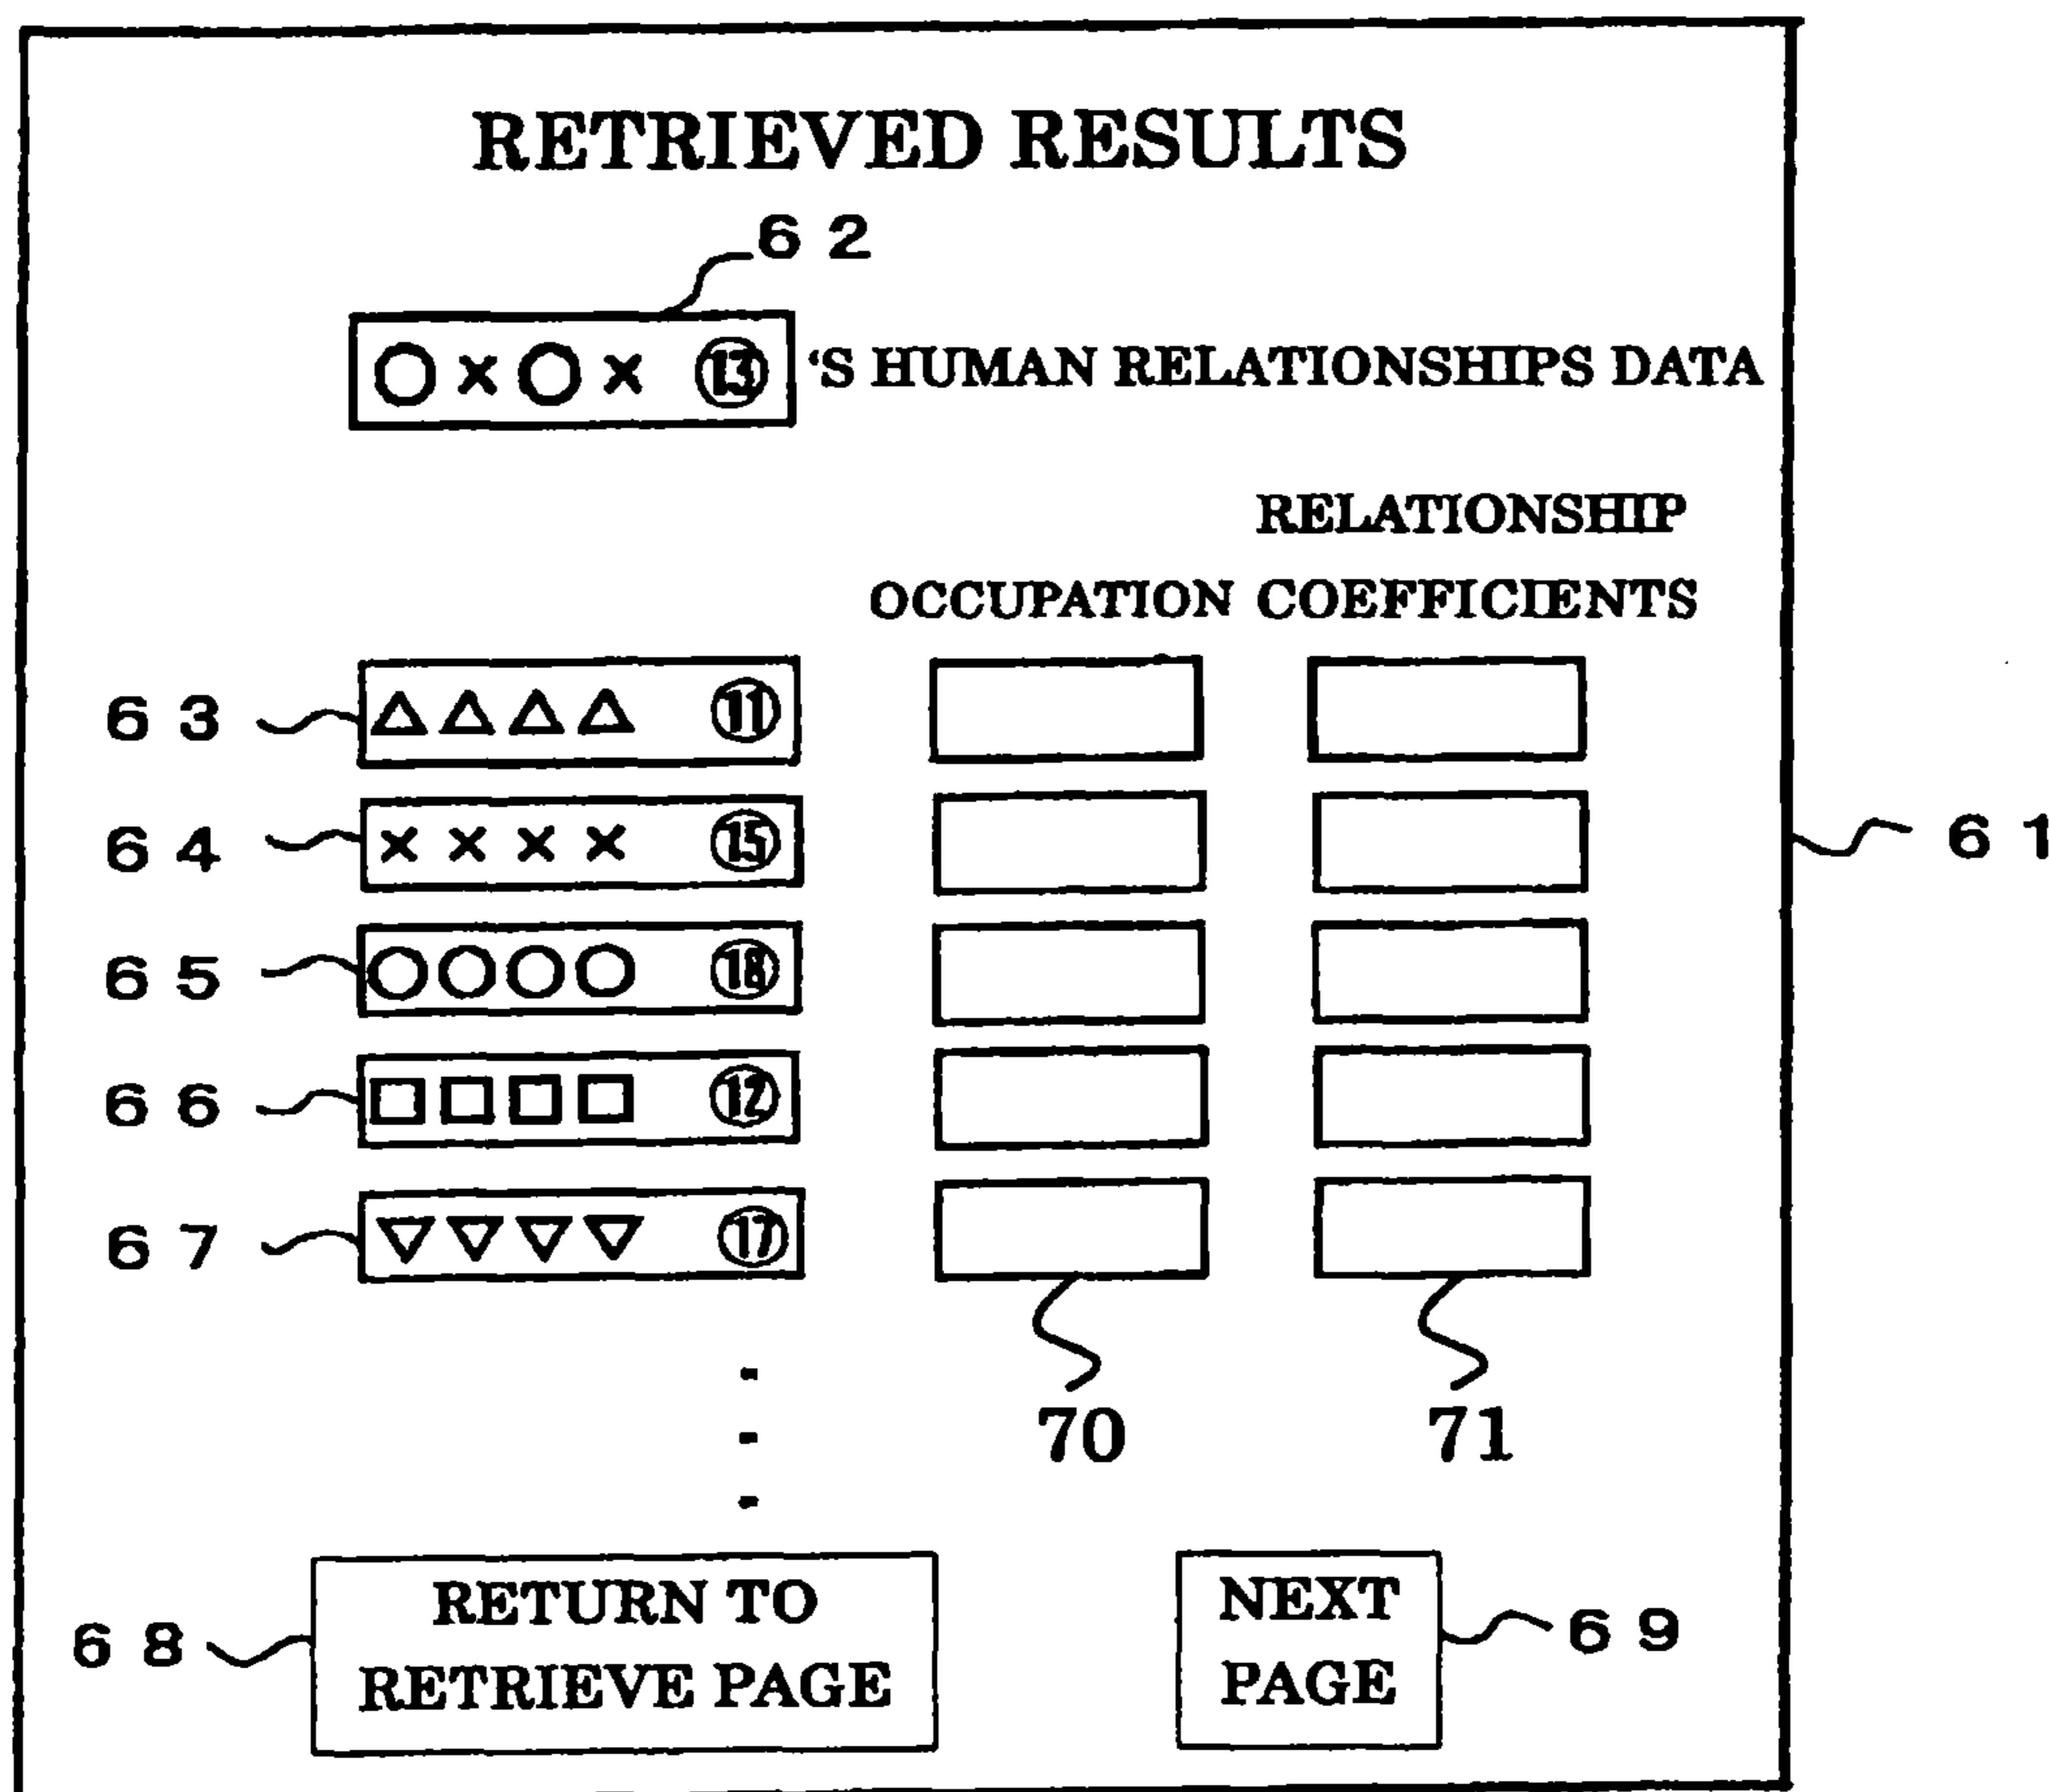 RETRIEVED RESULTS
62
○×○× ⑬ 'S HUMAN RELATIONSHIPS DATA
RELATIONSHIP
OCCUPATION COEFFICIENTS
63 △△△△ ⑪
64 ×××× ⑮
61
65 ○○○○ ⑱
66 □□□□ ⑫
67 ▽▽▽▽ ⑰
70 71
RETURN TO
RETRIEVE PAGE
68
NEXT
PAGE
69